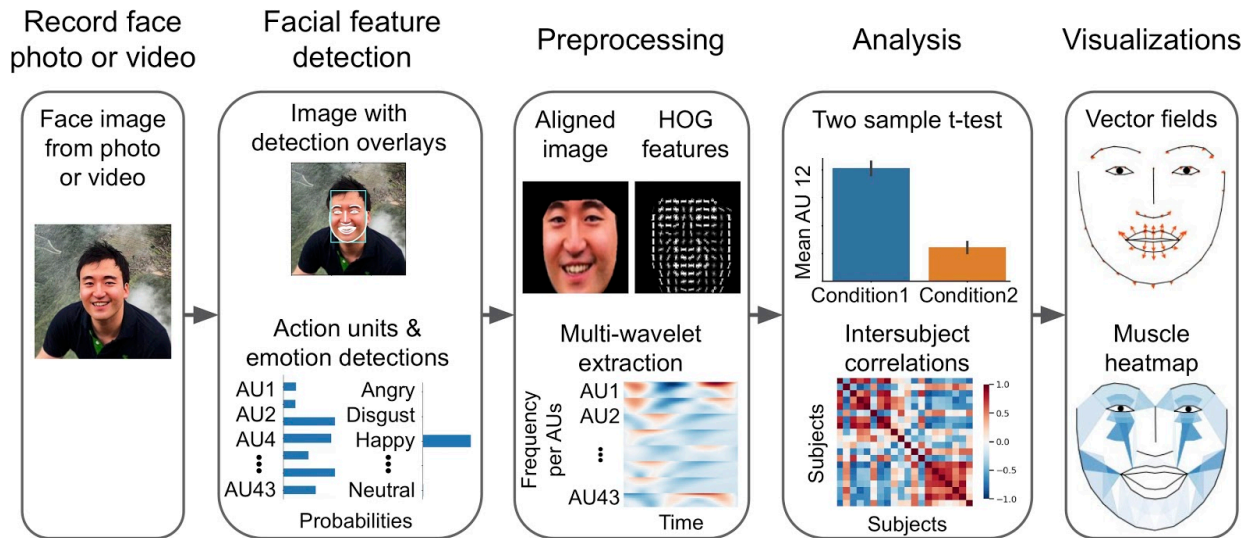 Record face
photo or video
Facial feature
detection
Preprocessing
Analysis
Visualizations
Face image
from photo
or video
Image with
detection overlays
Action units &
emotion detections
AU1
AU2
AU4
AU43
Angry
Disgust
Happy
Neutral
Probabilities
Aligned
image
HOG
features
Multi-wavelet
extraction
Frequency
per AUs
AU1
AU2
AU43
Time
Two sample t-test
Mean AU 12
Condition1
Condition2
Intersubject
correlations
Subjects
1.0
0.5
0.0
−0.5
−1.0
Subjects
Vector fields
Muscle
heatmap